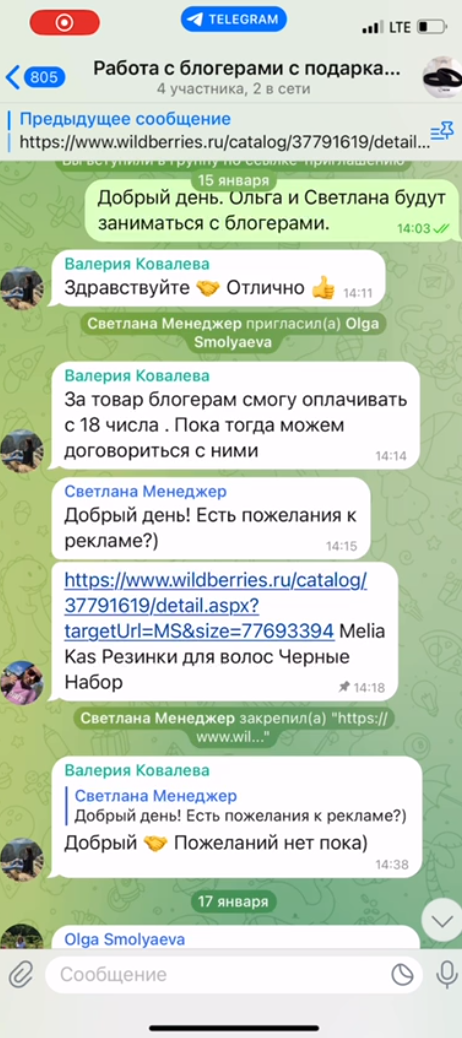 TELEGRAM
LTE
805
Работа с блогерами с подарка...
4 участника, 2 в сети
Предыдущее сообщение
https://www.wildberries.ru/catalog/37791619/detail...
Вы вступили в группу по ссылке-приглашению
15 января
Добрый день. Ольга и Светлана будут
заниматься с блогерами.
14:03
Валерия Ковалева
Здравствуйте 🤝 Отлично 👍
14:11
Светлана Менеджер пригласил(а) Olga
Smolyaeva
Валерия Ковалева
За товар блогерам смогу оплачивать
с 18 числа . Пока тогда можем
договориться с ними
14:14
Светлана Менеджер
Добрый день! Есть пожелания к
рекламе?)
14:15
https://www.wildberries.ru/catalog/
37791619/detail.aspx?
targetUrl=MS&size=77693394 Melia
Kas Резинки для волос Черные
Набор
14:18
Светлана Менеджер закрепил(а) "https://
www.wil..."
Валерия Ковалева
Светлана Менеджер
Добрый день! Есть пожелания к рекламе?)
Добрый 🤝 Пожеланий нет пока)
14:38
17 января
Olga Smolyaeva
Сообщение